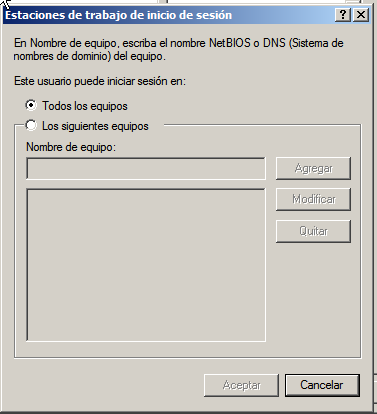 Estaciones de trabajo de inicio de sesión
En Nombre de equipo, escriba el nombre NetBIOS o DNS (Sistema de
nombres de dominio) del equipo.
Este usuario puede iniciar sesión en:
Todos los equipos
Los siguientes equipos
Nombre de equipo:
Agregar
Modificar
Quitar
Aceptar
Cancelar